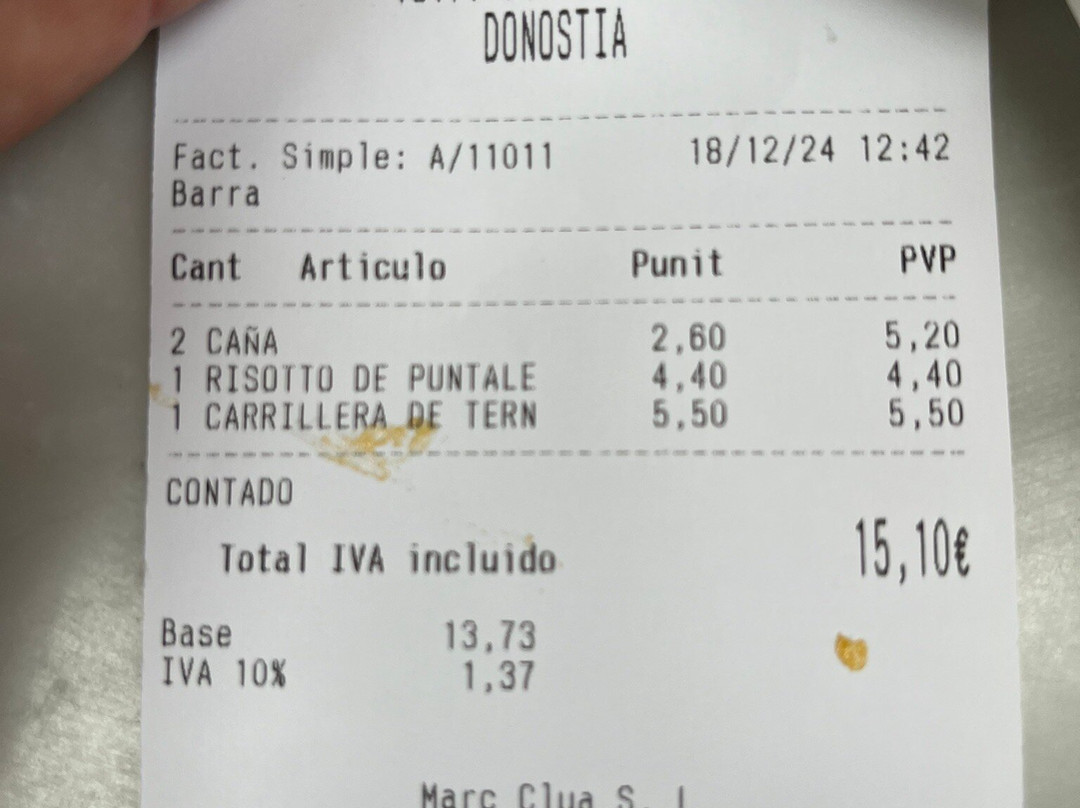 DONOSTIA
Fact. Simple: A/11011 18/12/24 12:42
Barra
Cant Articulo Punit PVP
2 CAÑA 2,60 5,20
1 RISOTTO DE PUNTALE 4,40 4,40
1 CARRILLERA DE TERN 5,50 5,50
CONTADO
Total IVA incluido 15,10€
Base 13,73
IVA 10% 1,37
Marc Clua S. L